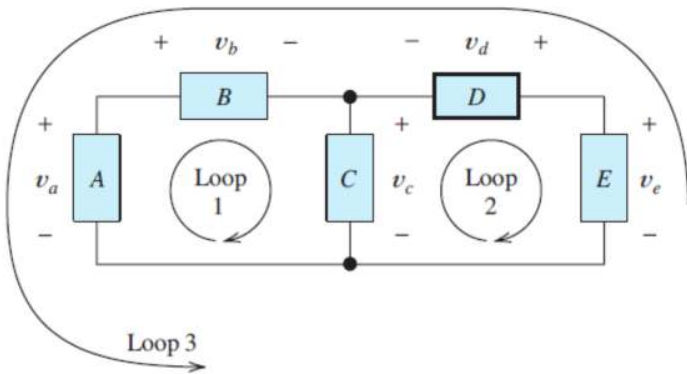 + v_b − − v_d +
B D
+ + + +
v_a A Loop 1 C v_c Loop 2 E v_e
− − − −
Loop 3